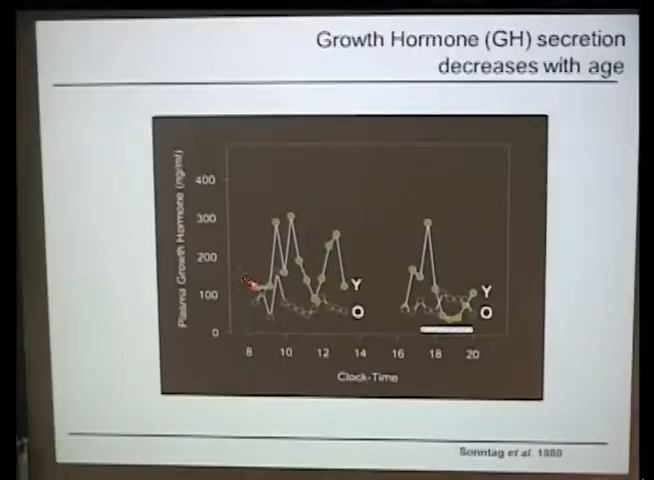 Growth Hormone (GH) secretion
decreases with age
Plasma Growth Hormone (ng/ml)
400
300
200
100
0
Y
O
Y
O
8 10 12 14 16 18 20
Clock-Time
Sonntag et al. 1980